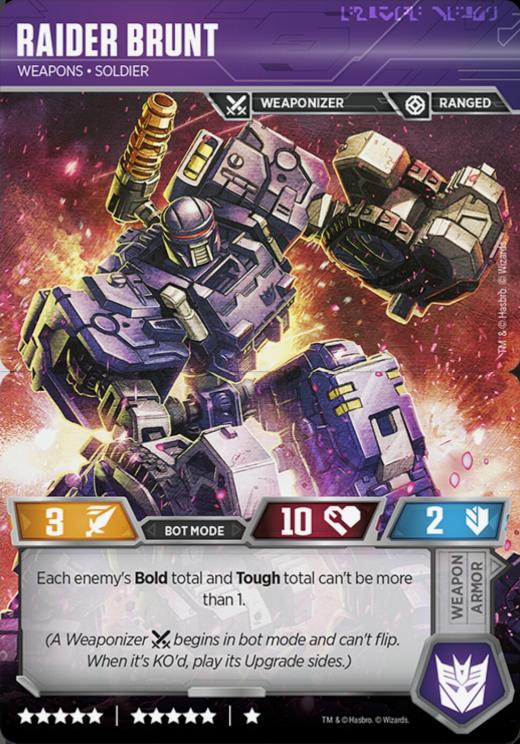 RAIDER BRUNT
WEAPONS • SOLDIER
WEAPONIZER
RANGED
TM & © Hasbro. © Wizards.
3
BOT MODE
10
2
Each enemy's Bold total and Tough total can't be more
than 1.
(A Weaponizer begins in bot mode and can't flip.
When it's KO'd, play its Upgrade sides.)
WEAPON
ARMOR
TM & © Hasbro. © Wizards.